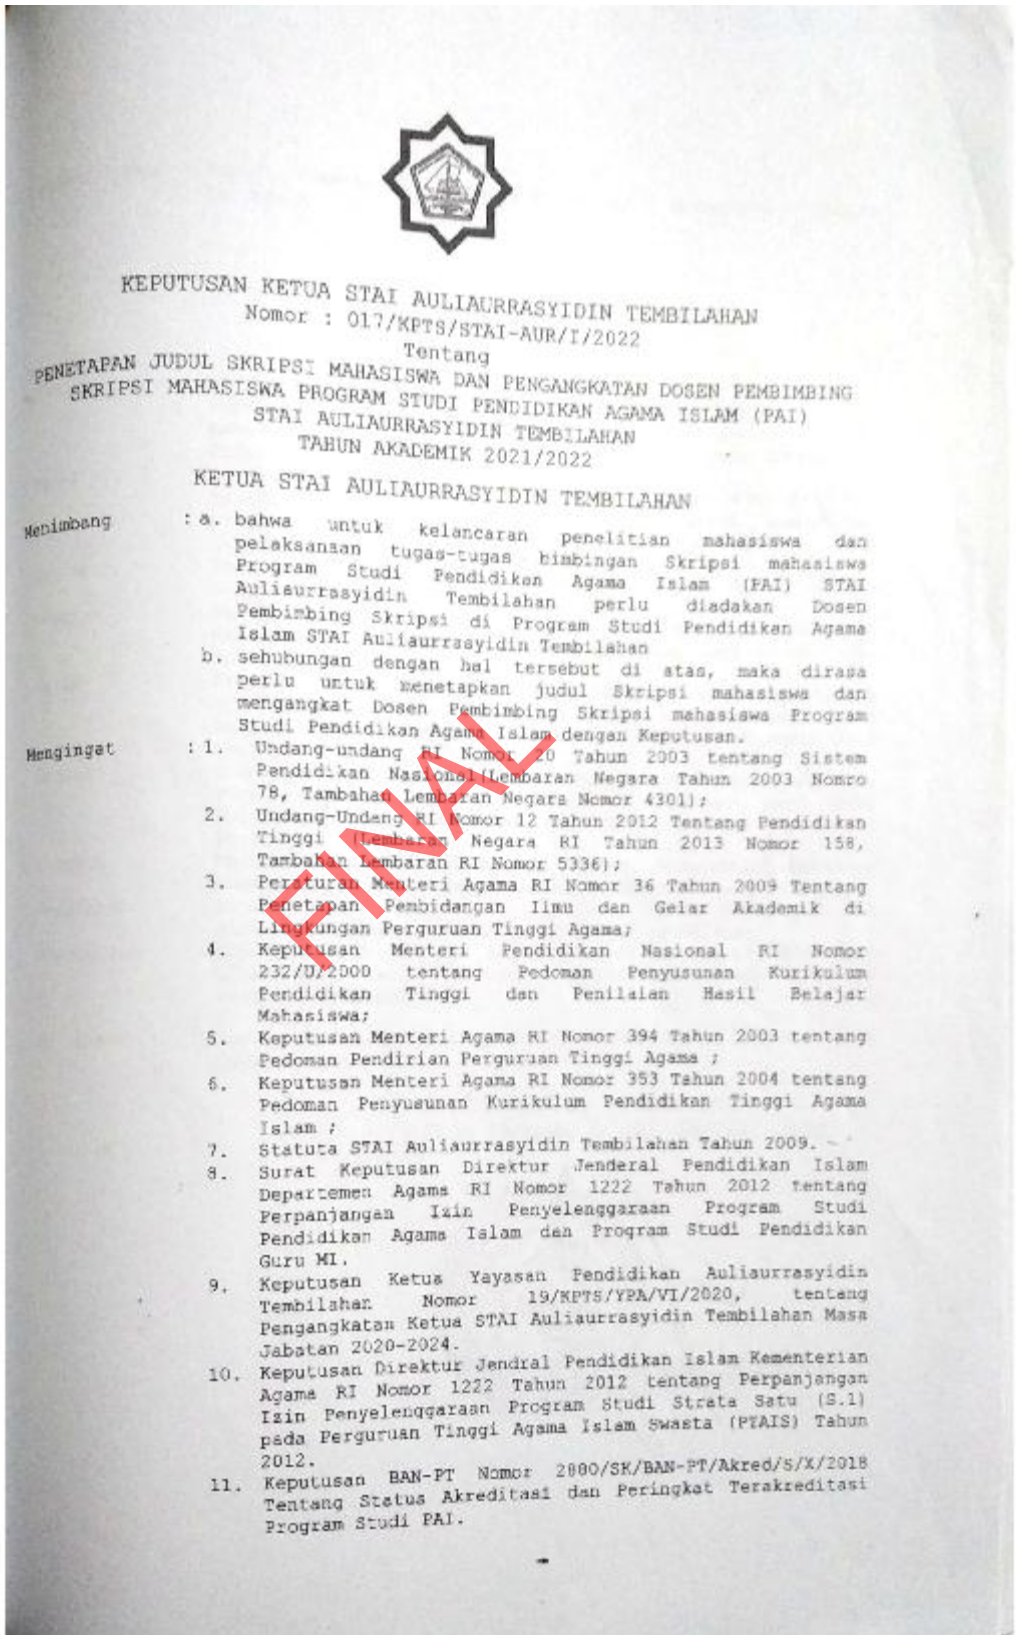 KEPUTUSAN KETUA STAI AULIAURRASYIDIN TEMBILAHAN
Nomor : 017/KPTS/STAI-AUR/I/2022
Tentang
PENETAPAN JUDUL SKRIPSI MAHASISWA DAN PENGANGKATAN DOSEN PEMBIMBING
SKRIPSI MAHASISWA PROGRAM STUDI PENDIDIKAN AGAMA ISLAM (PAI)
STAI AULIAURRASYIDIN TEMBILAHAN
TAHUN AKADEMIK 2021/2022
KETUA STAI AULIAURRASYIDIN TEMBILAHAN
Menimbang : a. bahwa untuk kelancaran penelitian mahasiswa dan
pelaksanaan tugas-tugas bimbingan Skripsi mahasiswa
Program Studi Pendidikan Agama Islam (PAI) STAI
Auliaurrasyidin Tembilahan perlu diadakan Dosen
Pembimbing Skripsi di Program Studi Pendidikan Agama
Islam STAI Auliaurrasyidin Tembilahan
b. sehubungan dengan hal tersebut di atas, maka dirasa
perlu untuk menetapkan judul Skripsi mahasiswa dan
mengangkat Dosen Pembimbing Skripsi mahasiswa Program
Studi Pendidikan Agama Islam dengan Keputusan.
Mengingat : 1. Undang-undang RI Nomor 20 Tahun 2003 tentang Sistem
Pendidikan Nasional(Lembaran Negara Tahun 2003 Nomro
78, Tambahan Lembaran Negara Nomor 4301);
2. Undang-Undang RI Nomor 12 Tahun 2012 Tentang Pendidikan
Tinggi (Lembaran Negara RI Tahun 2013 Nomor 158,
Tambahan Lembaran RI Nomor 5336);
3. Peraturan Menteri Agama RI Nomor 36 Tahun 2009 Tentang
Penetapan Pembidangan Ilmu dan Gelar Akademik di
Lingkungan Perguruan Tinggi Agama;
4. Keputusan Menteri Pendidikan Nasional RI Nomor
232/U/2000 tentang Pedoman Penyusunan Kurikulum
Pendidikan Tinggi dan Penilaian Hasil Belajar
Mahasiswa;
5. Keputusan Menteri Agama RI Nomor 394 Tahun 2003 tentang
Pedoman Pendirian Perguruan Tinggi Agama ;
6. Keputusan Menteri Agama RI Nomor 353 Tahun 2004 tentang
Pedoman Penyusunan Kurikulum Pendidikan Tinggi Agama
Islam ;
7. Statuta STAI Auliaurrasyidin Tembilahan Tahun 2009.
8. Surat Keputusan Direktur Jenderal Pendidikan Islam
Departemen Agama RI Nomor 1222 Tahun 2012 tentang
Perpanjangan Izin Penyelenggaraan Program Studi
Pendidikan Agama Islam dan Program Studi Pendidikan
Guru MI.
9. Keputusan Ketua Yayasan Pendidikan Auliaurrasyidin
Tembilahan Nomor 19/KPTS/YPA/VI/2020, tentang
Pengangkatan Ketua STAI Auliaurrasyidin Tembilahan Masa
Jabatan 2020-2024.
10. Keputusan Direktur Jendral Pendidikan Islam Kementerian
Agama RI Nomor 1222 Tahun 2012 tentang Perpanjangan
Izin Penyelenggaraan Program Studi Strata Satu (S.1)
pada Perguruan Tinggi Agama Islam Swasta (PTAIS) Tahun
2012.
11. Keputusan BAN-PT Nomor 2880/SK/BAN-PT/Akred/S/X/2018
Tentang Status Akreditasi dan Peringkat Terakreditasi
Program Studi PAI.
FINAL